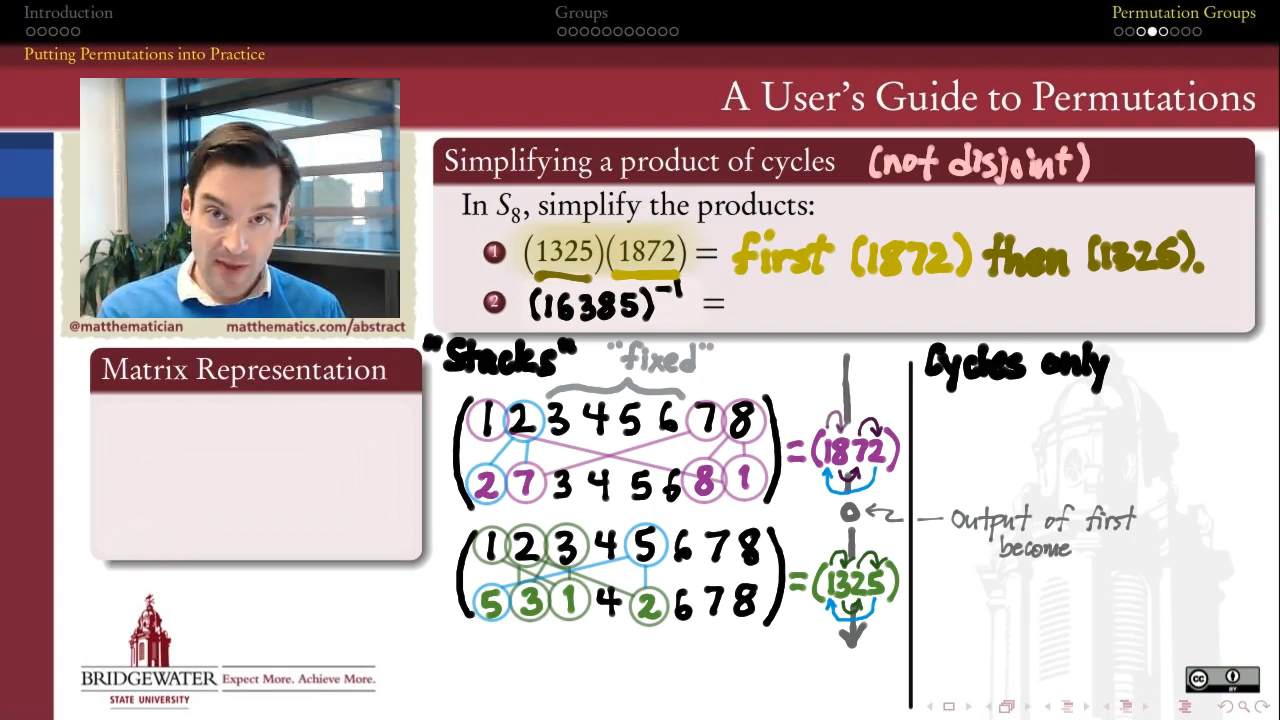 Introduction
Groups
Permutation Groups
Putting Permutations into Practice
A User's Guide to Permutations
Simplifying a product of cycles (not disjoint)
In S₈, simplify the products:
1 (1325)(1872) = first (1872) then (1325).
2 (16385)⁻¹ =
@matthematician matthematics.com/abstract
Matrix Representation
"Stacks" "fixed"
Cycles only
(1 2 3 4 5 6 7 8
2 7 3 4 5 6 8 1) = (1872)
Output of first
become
(1 2 3 4 5 6 7 8
5 3 1 4 2 6 7 8) = (1325)
BRIDGEWATER
STATE UNIVERSITY
Expect More. Achieve More.
CC BY